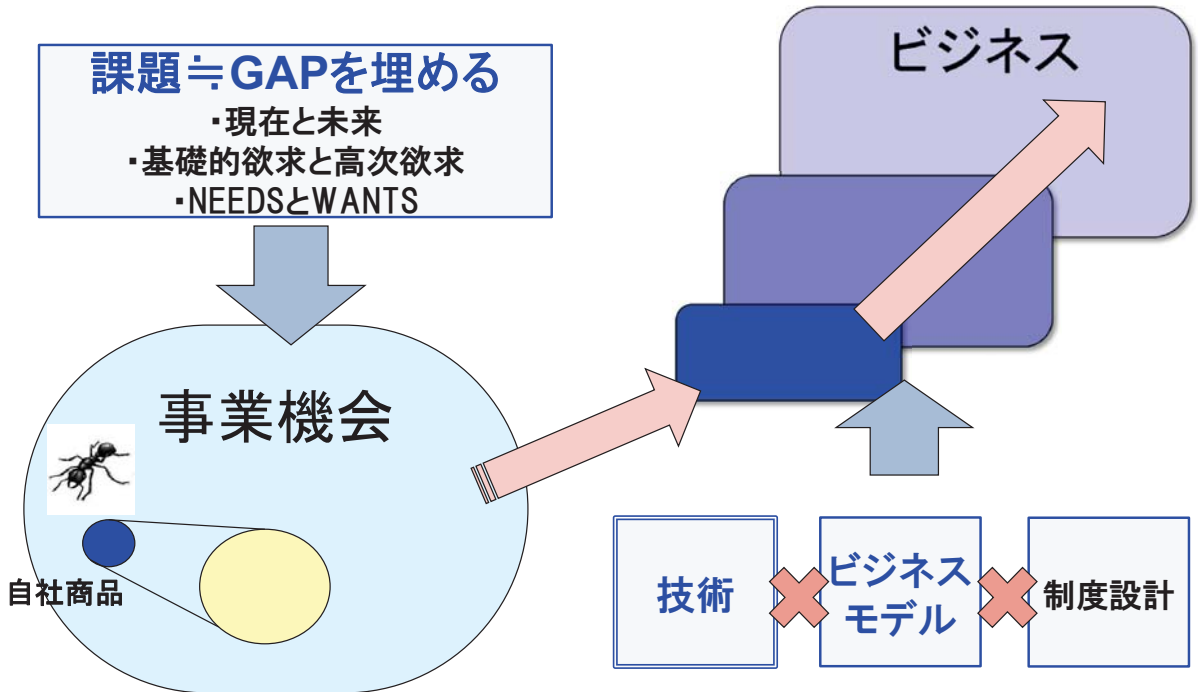 課題≒GAPを埋める
・現在と未来
・基礎的欲求と高次欲求
・NEEDSとWANTS
事業機会
自社商品
ビジネス
技術
ビジネス
モデル
制度設計